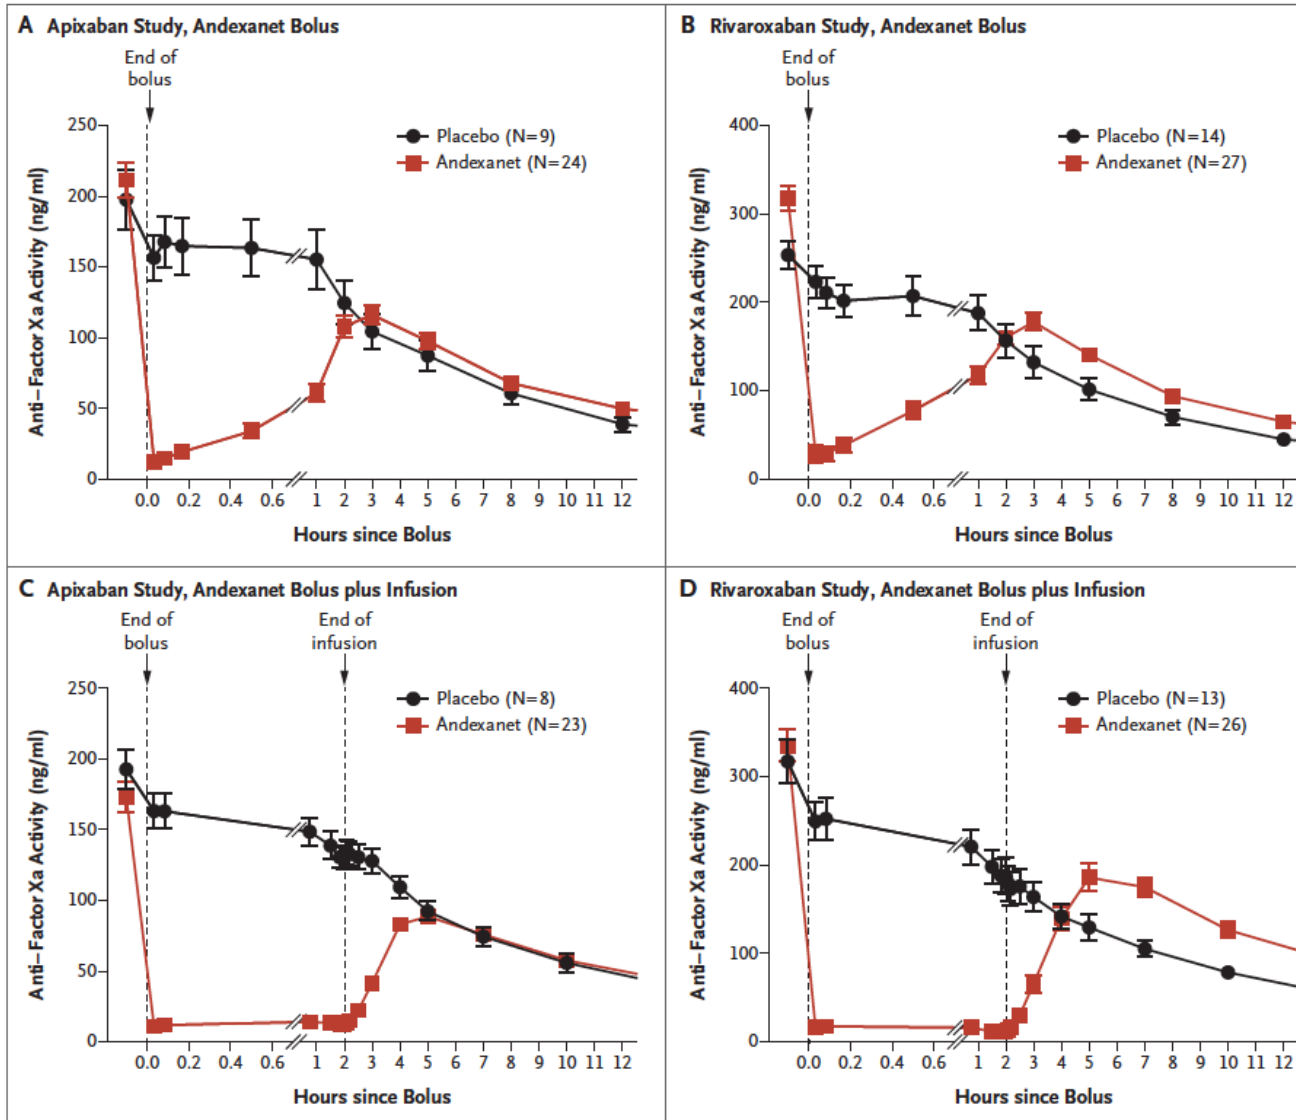 A Apixaban Study, Andexanet Bolus
End of
bolus
Placebo (N=9)
Andexanet (N=24)
Anti–Factor Xa Activity (ng/ml)
250
200
150
100
50
0
0.0 0.2 0.4 0.6 1 2 3 4 5 6 7 8 9 10 11 12
Hours since Bolus
B Rivaroxaban Study, Andexanet Bolus
End of
bolus
Placebo (N=14)
Andexanet (N=27)
Anti–Factor Xa Activity (ng/ml)
400
300
200
100
0
0.0 0.2 0.4 0.6 1 2 3 4 5 6 7 8 9 10 11 12
Hours since Bolus
C Apixaban Study, Andexanet Bolus plus Infusion
End of
bolus
End of
infusion
Placebo (N=8)
Andexanet (N=23)
Anti–Factor Xa Activity (ng/ml)
250
200
150
100
50
0
0.0 0.2 0.4 0.6 1 2 3 4 5 6 7 8 9 10 11 12
Hours since Bolus
D Rivaroxaban Study, Andexanet Bolus plus Infusion
End of
bolus
End of
infusion
Placebo (N=13)
Andexanet (N=26)
Anti–Factor Xa Activity (ng/ml)
400
300
200
100
0
0.0 0.2 0.4 0.6 1 2 3 4 5 6 7 8 9 10 11 12
Hours since Bolus